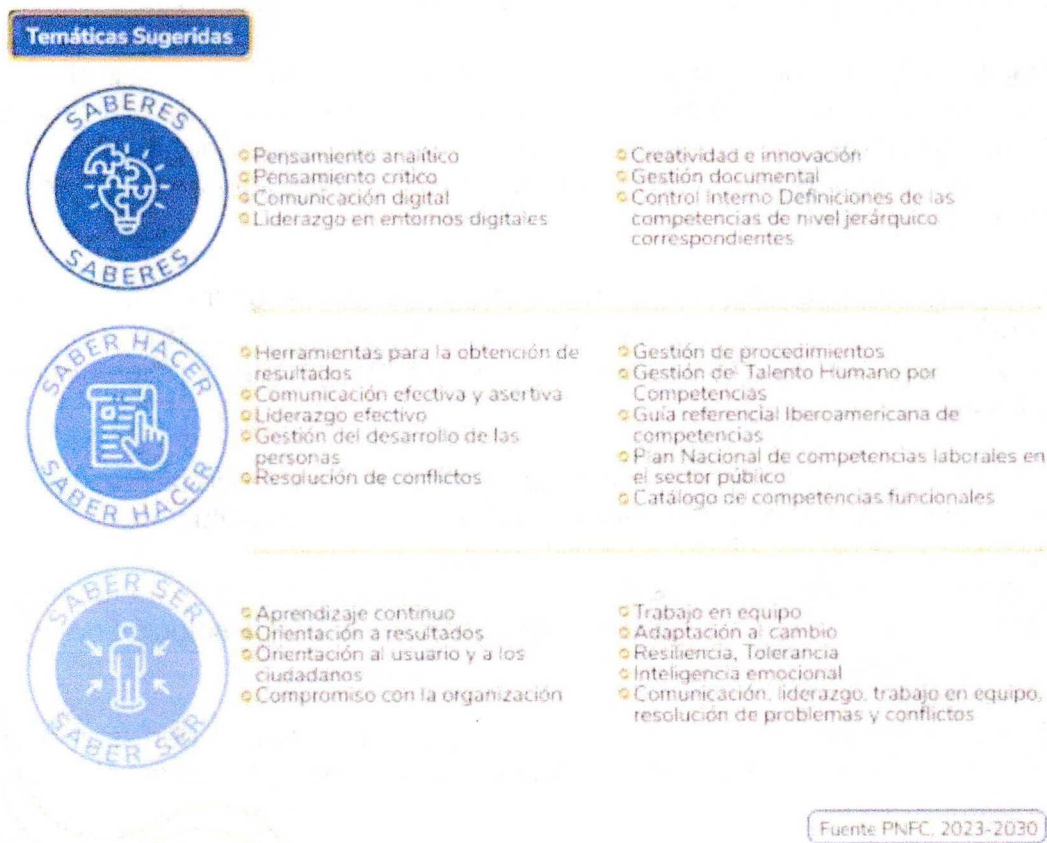 Temáticas Sugeridas
SABERES
SABERES
Pensamiento analítico
Pensamiento crítico
Comunicación digital
Liderazgo en entornos digitales
Creatividad e innovación
Gestión documental
Control Interno Definiciones de las
competencias de nivel jerárquico
correspondientes
SABER HACER
SABER HACER
Herramientas para la obtención de
resultados
Comunicación efectiva y asertiva
Liderazgo efectivo
Gestión del desarrollo de las
personas
Resolución de conflictos
Gestión de procedimientos
Gestión del Talento Humano por
Competencias
Guía referencial Iberoamericana de
competencias
Plan Nacional de competencias laborales en
el sector público
Catálogo de competencias funcionales
SABER SER
SABER SER
Aprendizaje continuo
Orientación a resultados
Orientación al usuario y a los
ciudadanos
Compromiso con la organización
Trabajo en equipo
Adaptación al cambio
Resiliencia, Tolerancia
Inteligencia emocional
Comunicación, liderazgo, trabajo en equipo,
resolución de problemas y conflictos
Fuente PNFC, 2023-2030